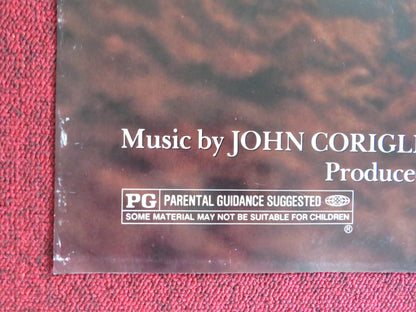 Music by JOHN CORIGL
Produce
PG PARENTAL GUIDANCE SUGGESTED
SOME MATERIAL MAY NOT BE SUITABLE FOR CHILDREN
®